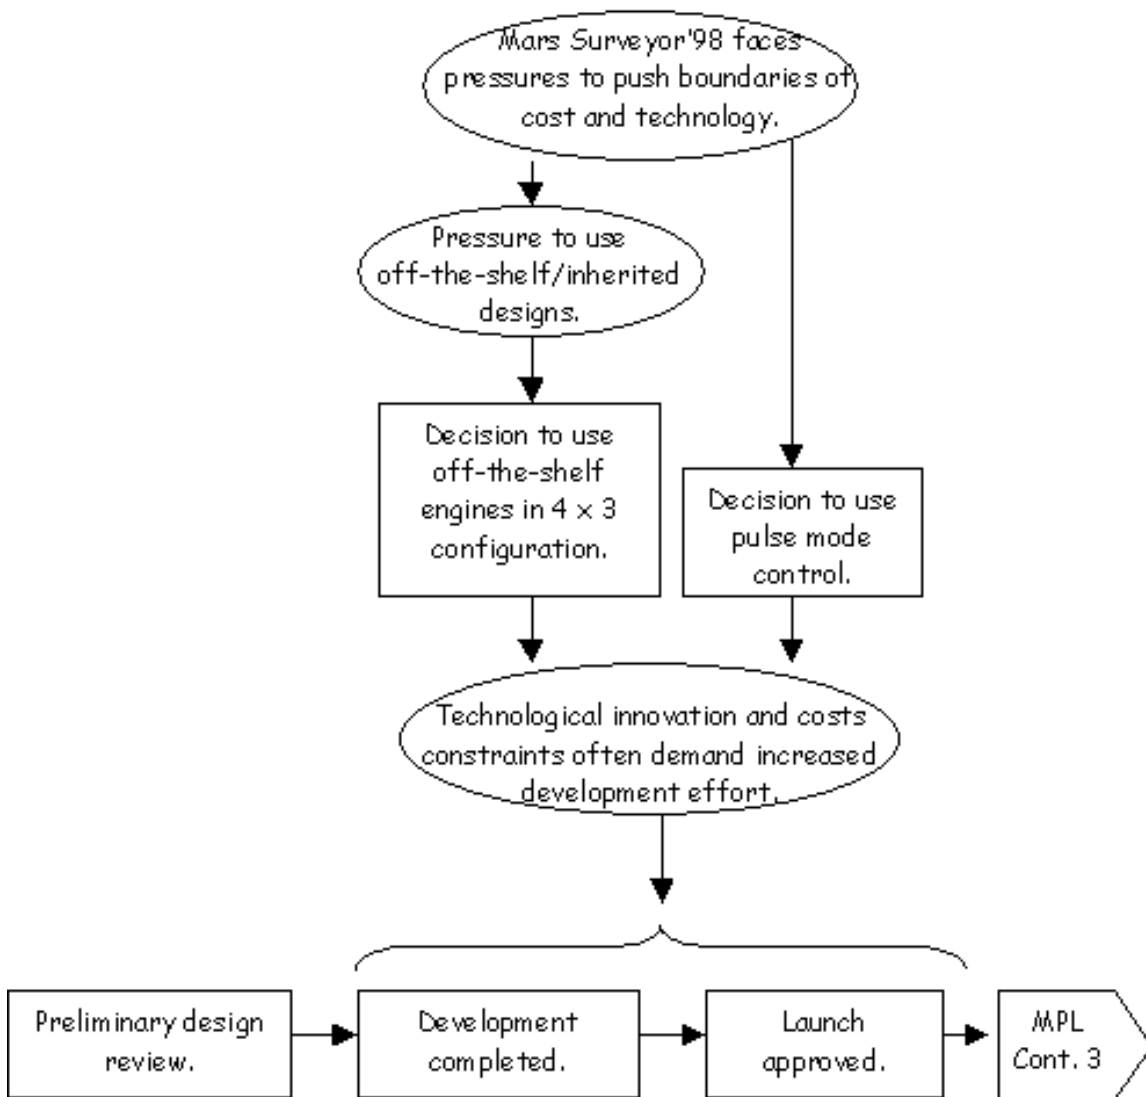 Mars Surveyor'98 faces
pressures to push boundaries of
cost and technology.
Pressure to use
off-the-shelf/inherited
designs.
Decision to use
off-the-shelf
engines in 4 x 3
configuration.
Decision to use
pulse mode
control.
Technological innovation and costs
constraints often demand increased
development effort.
Preliminary design
review.
Development
completed.
Launch
approved.
MPL
Cont. 3